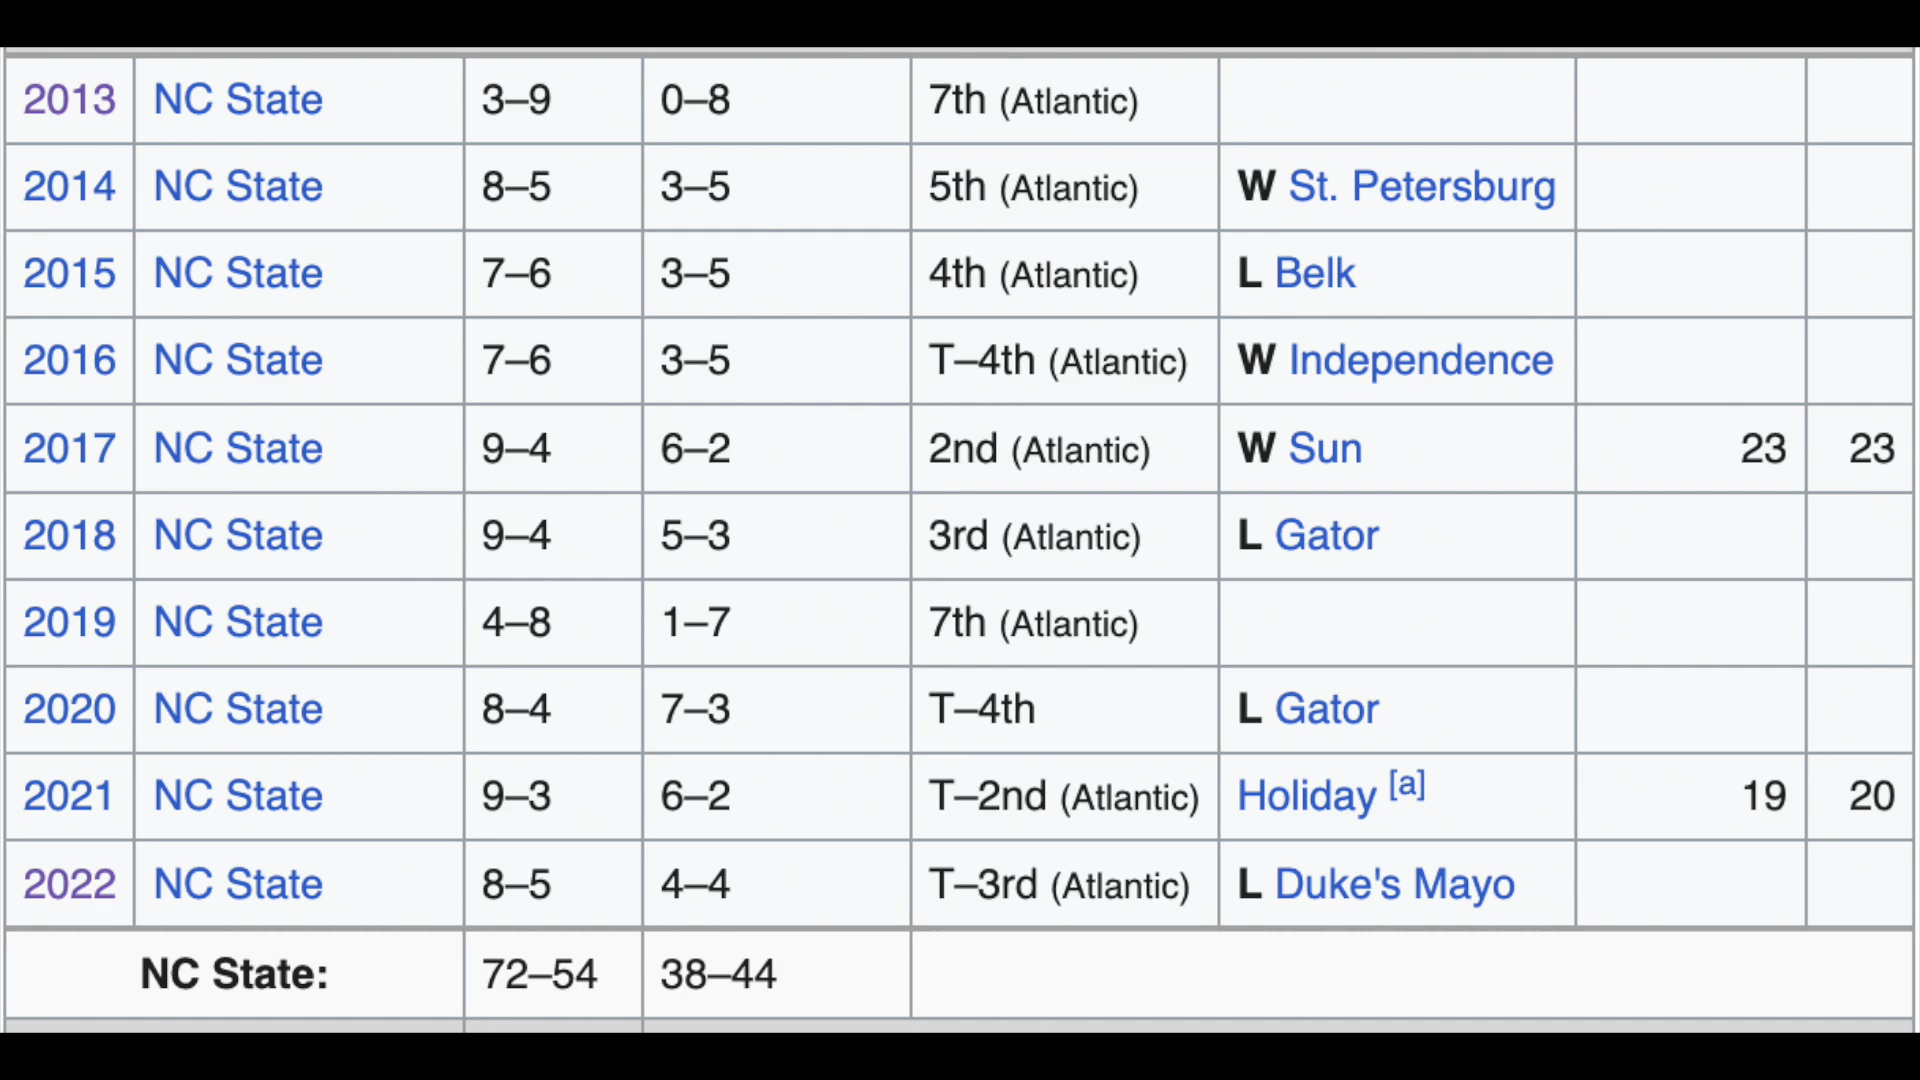 2013 NC State 3–9 0–8 7th (Atlantic)
2014 NC State 8–5 3–5 5th (Atlantic) W St. Petersburg
2015 NC State 7–6 3–5 4th (Atlantic) L Belk
2016 NC State 7–6 3–5 T–4th (Atlantic) W Independence
2017 NC State 9–4 6–2 2nd (Atlantic) W Sun 23 23
2018 NC State 9–4 5–3 3rd (Atlantic) L Gator
2019 NC State 4–8 1–7 7th (Atlantic)
2020 NC State 8–4 7–3 T–4th L Gator
2021 NC State 9–3 6–2 T–2nd (Atlantic) Holiday [a] 19 20
2022 NC State 8–5 4–4 T–3rd (Atlantic) L Duke's Mayo
NC State: 72–54 38–44